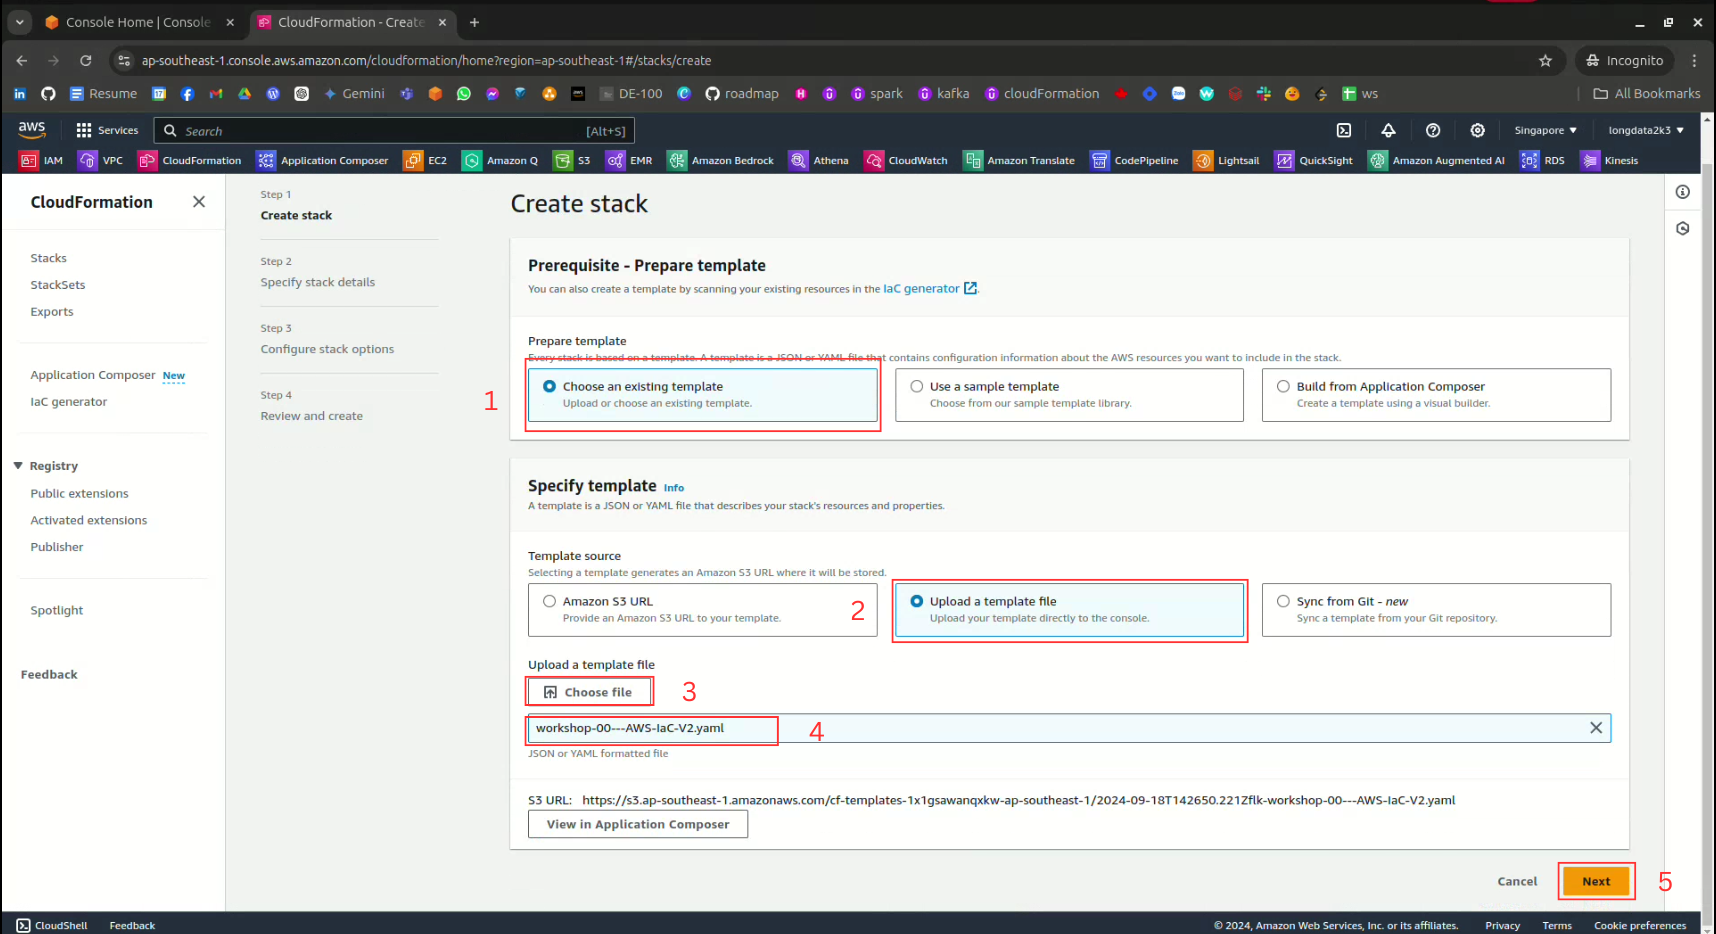 Console Home | Console
CloudFormation - Create
ap-southeast-1.console.aws.amazon.com/cloudformation/home?region=ap-southeast-1#/stacks/create
Incognito
Resume
Gemini
DE-100
roadmap
spark
kafka
cloudFormation
ws
All Bookmarks
aws
Services
Search
[Alt+S]
Singapore
longdata2k3
IAM
VPC
CloudFormation
Application Composer
EC2
Amazon Q
S3
EMR
Amazon Bedrock
Athena
CloudWatch
Amazon Translate
CodePipeline
Lightsail
QuickSight
Amazon Augmented AI
RDS
Kinesis
CloudFormation
Stacks
StackSets
Exports
Application Composer New
IaC generator
Registry
Public extensions
Activated extensions
Publisher
Spotlight
Feedback
Step 1
Create stack
Step 2
Specify stack details
Step 3
Configure stack options
Step 4
Review and create
Create stack
Prerequisite - Prepare template
You can also create a template by scanning your existing resources in the IaC generator.
Prepare template
Every stack is based on a template. A template is a JSON or YAML file that contains configuration information about the AWS resources you want to include in the stack.
1
Choose an existing template
Upload or choose an existing template.
Use a sample template
Choose from our sample template library.
Build from Application Composer
Create a template using a visual builder.
Specify template Info
A template is a JSON or YAML file that describes your stack's resources and properties.
Template source
Selecting a template generates an Amazon S3 URL where it will be stored.
Amazon S3 URL
Provide an Amazon S3 URL to your template.
2
Upload a template file
Upload your template directly to the console.
Sync from Git - new
Sync a template from your Git repository.
Upload a template file
Choose file
3
workshop-00---AWS-IaC-V2.yaml
4
JSON or YAML formatted file
S3 URL: https://s3.ap-southeast-1.amazonaws.com/cf-templates-1x1gsawanqxkw-ap-southeast-1/2024-09-18T142650.221Zflk-workshop-00---AWS-IaC-V2.yaml
View in Application Composer
Cancel
Next
5
CloudShell
Feedback
© 2024, Amazon Web Services, Inc. or its affiliates.
Privacy
Terms
Cookie preferences